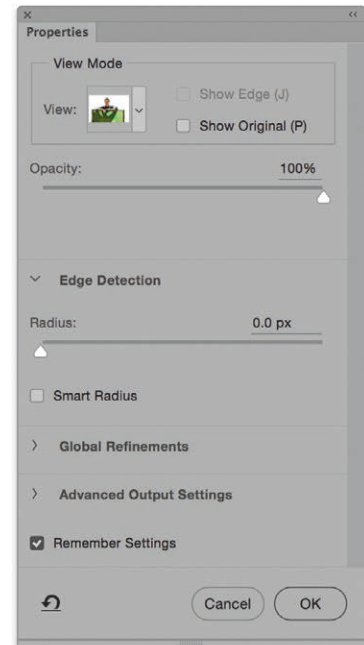 Properties
View Mode
View:
Show Edge (J)
Show Original (P)
Opacity: 100%
Edge Detection
Radius: 0.0 px
Smart Radius
Global Refinements
Advanced Output Settings
Remember Settings
Cancel OK